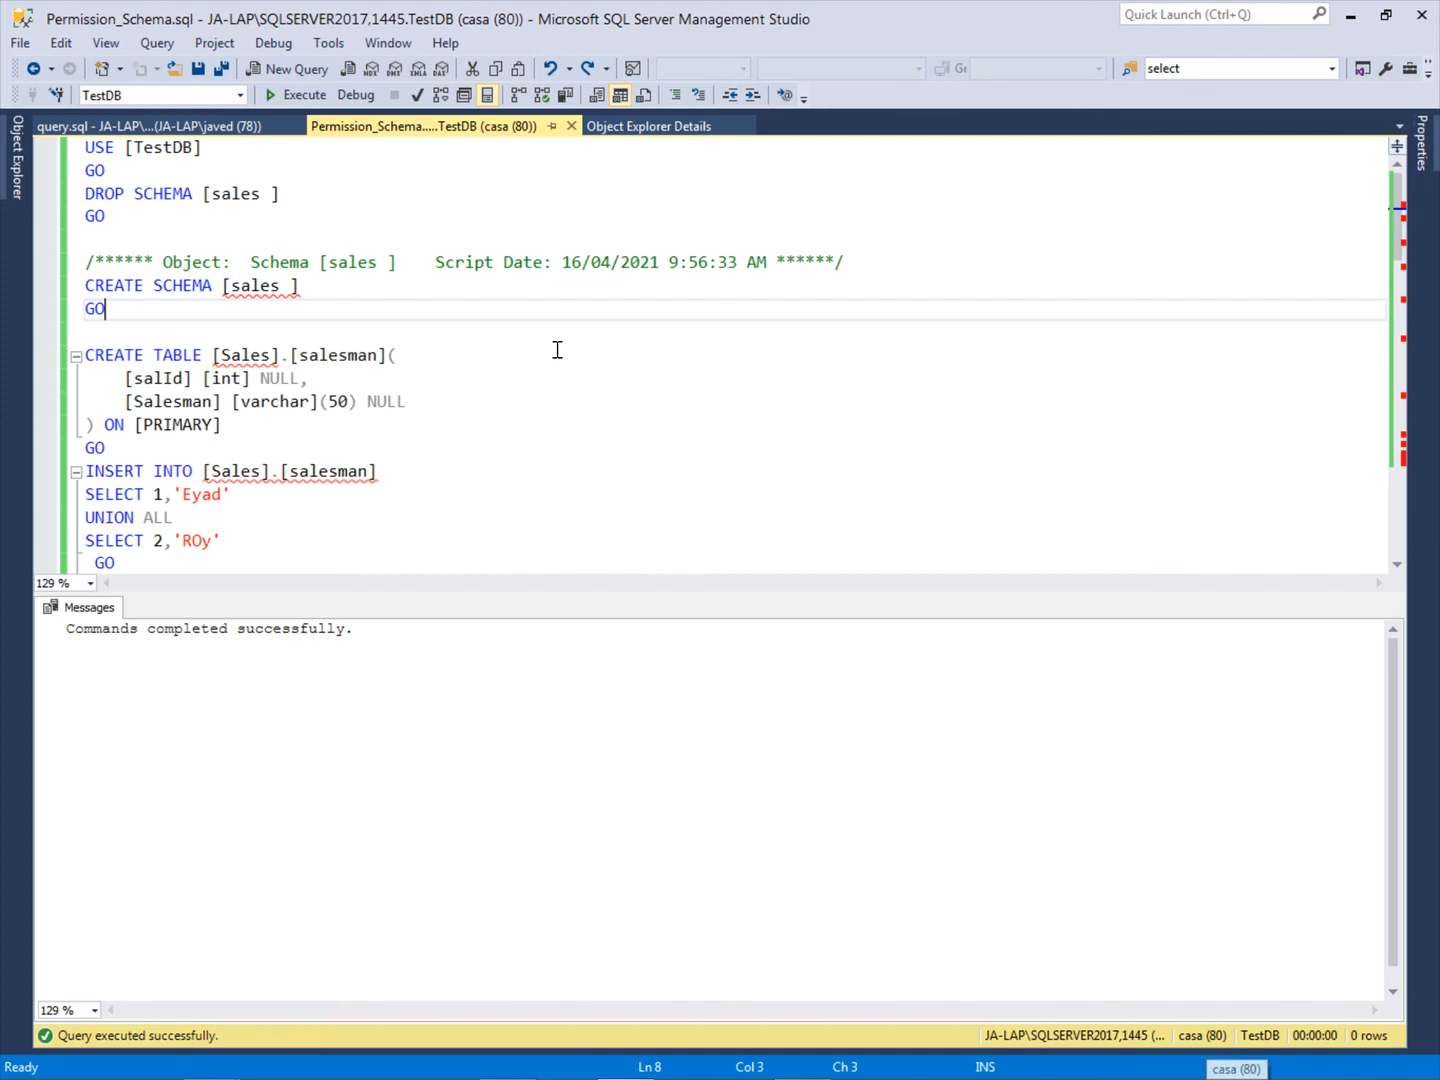 Permission_Schema.sql - JA-LAP\SQLSERVER2017,1445.TestDB (casa (80)) - Microsoft SQL Server Management Studio
Quick Launch (Ctrl+Q)
File Edit View Query Project Debug Tools Window Help
New Query
select
TestDB
Execute Debug
query.sql - JA-LAP\...(JA-LAP\javed (78))
Permission_Schema.....TestDB (casa (80))
Object Explorer Details
Object Explorer
Properties
USE [TestDB]
GO
DROP SCHEMA [sales ]
GO
/****** Object:  Schema [sales ]    Script Date: 16/04/2021 9:56:33 AM ******/
CREATE SCHEMA [sales ]
GO
CREATE TABLE [Sales].[salesman](
[salId] [int] NULL,
[Salesman] [varchar](50) NULL
) ON [PRIMARY]
GO
INSERT INTO [Sales].[salesman]
SELECT 1,'Eyad'
UNION ALL
SELECT 2,'ROy'
GO
129 %
Messages
Commands completed successfully.
129 %
Query executed successfully.
JA-LAP\SQLSERVER2017,1445 (...
casa (80)
TestDB
00:00:00
0 rows
Ready
Ln 8
Col 3
Ch 3
INS
casa (80)